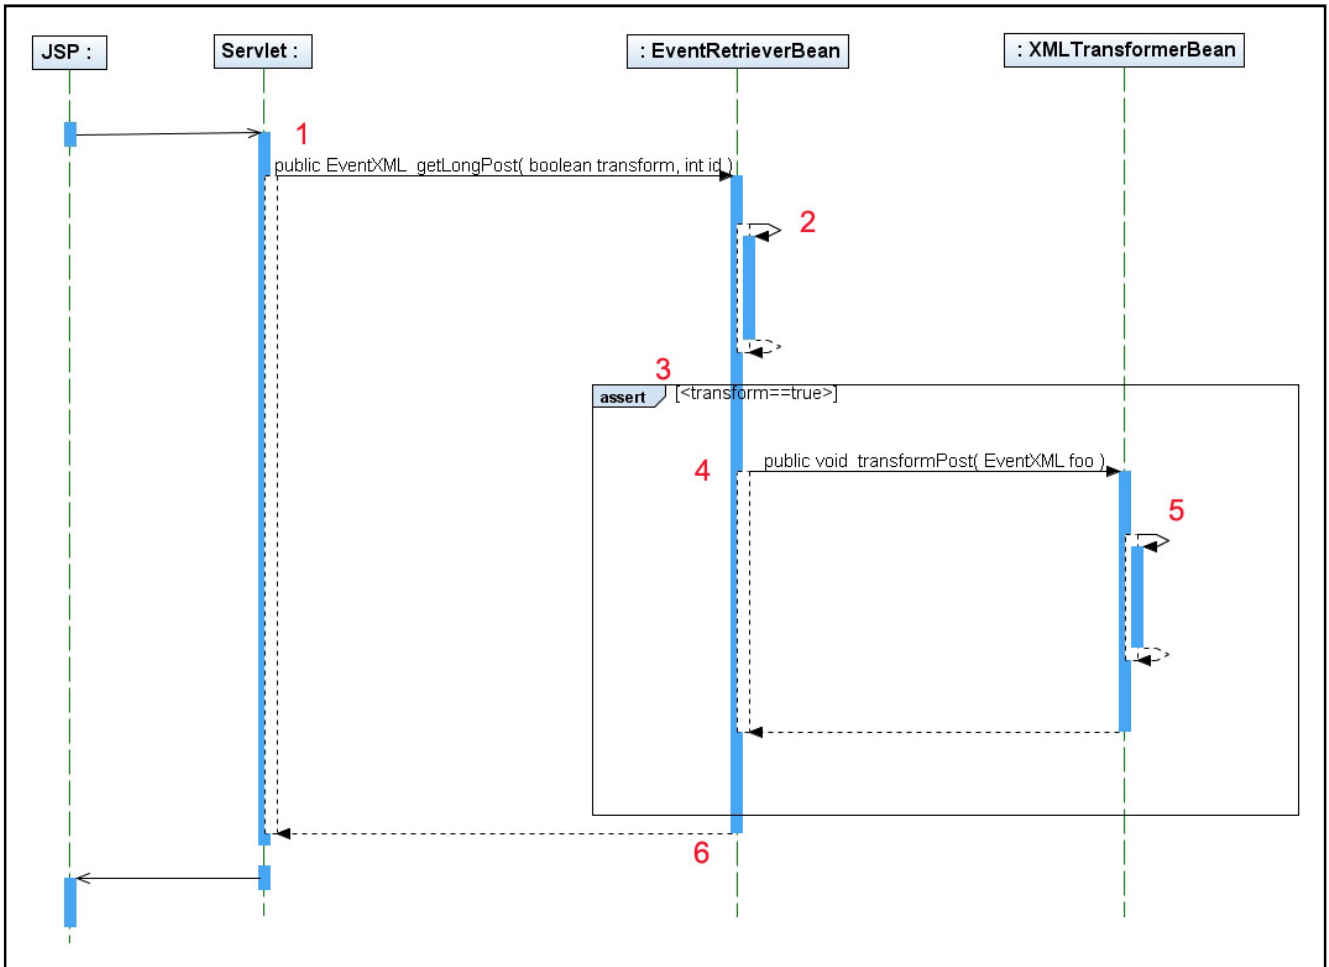 JSP :
Servlet :
: EventRetrieverBean
: XMLTransformerBean
1
public EventXML  getLongPost( boolean transform, int id )
2
3
assert
[<transform==true>]
4
public void  transformPost( EventXML foo )
5
6